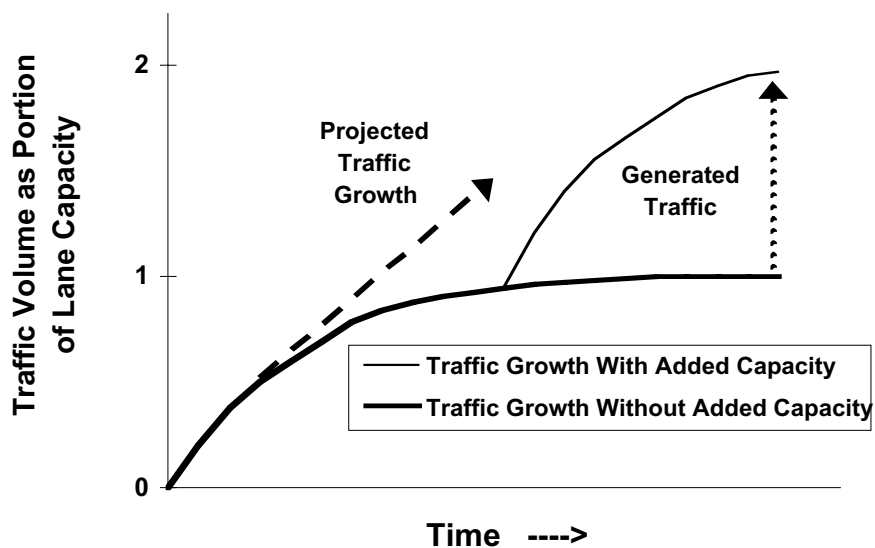 Traffic Volume as Portion
of Lane Capacity
2
1
0
Projected
Traffic
Growth
Generated
Traffic
Traffic Growth With Added Capacity
Traffic Growth Without Added Capacity
Time ---->